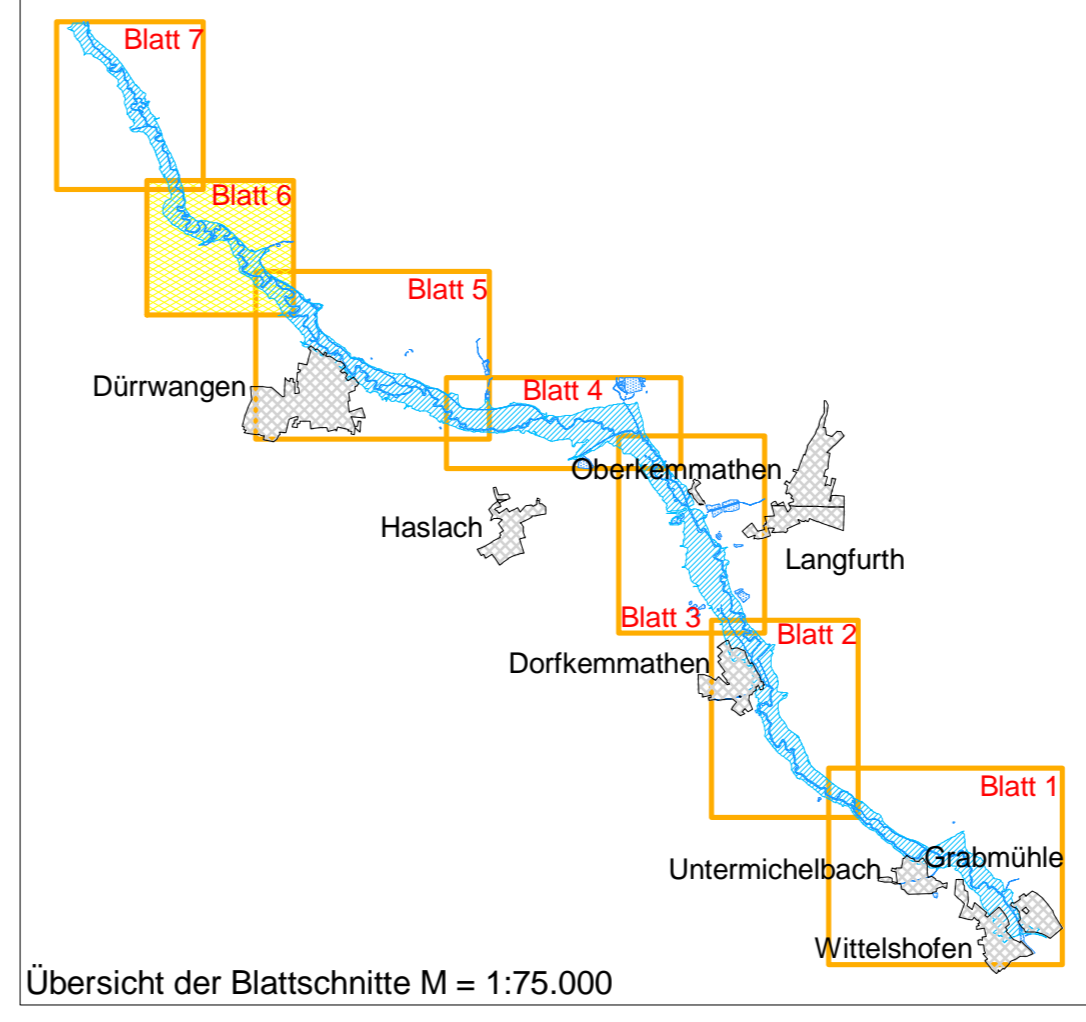 Blatt 7
Blatt 6
Blatt 5
Dürrwangen
Blatt 4
Oberkemmathen
Haslach
Langfurth
Blatt 3
Blatt 2
Dorfkemmathen
Blatt 1
Grabmühle
Untermichelbach
Wittelshofen
Übersicht der Blattschnitte M = 1:75.000